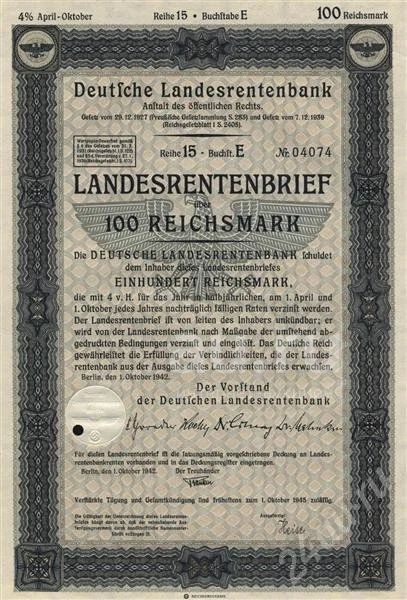 4% April-Oktober Reihe 15 • Buchstabe E 100 Reichsmark
Deutsche Landesrentenbank
Anstalt des öffentlichen Rechts.
Gesetz vom 29.12.1927 (Preußische Gesetzsammlung S.283) und Gesetz vom 7.12.1939
(Reichsgesetzblatt I S. 2405).
Reihe 15 - Buchst. E № 04074
LANDESRENTENBRIEF
über
100 REICHSMARK
Die DEUTSCHE LANDESRENTENBANK schuldet
dem Inhaber dieses Landesrentenbriefes
EINHUNDERT REICHSMARK,
die mit 4 v. H. für das Jahr in halbjährlichen, am 1. April und
1. Oktober jedes Jahres nachträglich fälligen Raten verzinst werden.
Der Landesrentenbrief ist von seiten des Inhabers unkündbar; er
wird von der Landesrentenbank nach Maßgabe der umstehend ab-
gedruckten Bedingungen verzinst und eingelöst. Das Deutsche Reich
gewährleistet die Erfüllung der Verbindlichkeiten, die der Landes-
rentenbank aus der Ausgabe dieses Landesrentenbriefes erwachsen.
Berlin, den 1. Oktober 1942.
Der Vorstand
der Deutschen Landesrentenbank
Für diesen Landesrentenbrief ist die satzungsmäßig vorgeschriebene Deckung an Landes-
rentenbankrenten vorhanden und in das Deckungsregister eingetragen.
Berlin, den 1. Oktober 1942. Der Treuhänder
Verstärkte Tilgung und Gesamtkündigung sind frühestens zum 1. Oktober 1945 zulässig.
Ausgefertigt:
REICHSDRUCKEREI